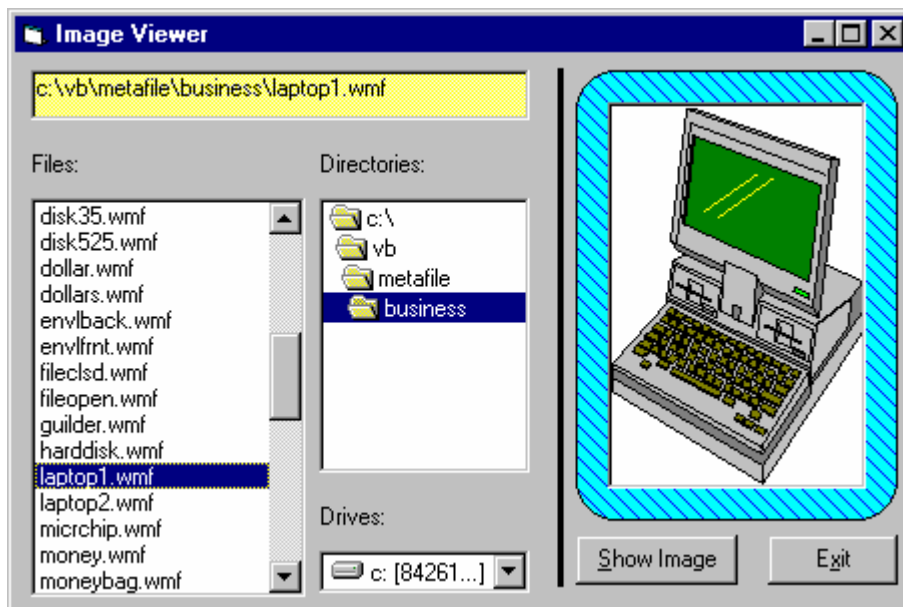 Image Viewer
c:\vb\metafile\business\laptop1.wmf
Files:
disk35.wmf
disk525.wmf
dollar.wmf
dollars.wmf
envlback.wmf
envlfrnt.wmf
fileclsd.wmf
fileopen.wmf
guilder.wmf
harddisk.wmf
laptop1.wmf
laptop2.wmf
micrchip.wmf
money.wmf
moneybag.wmf
Directories:
c:\
vb
metafile
business
Drives:
c: [84261...]
Show Image
Exit